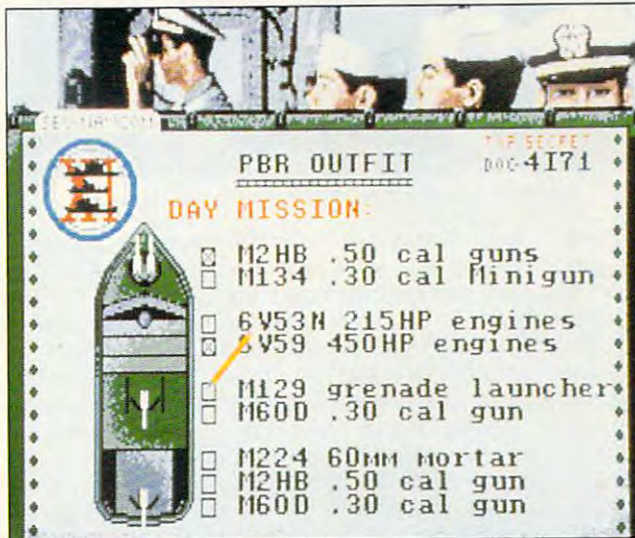 TOP SECRET
PBR OUTFIT
DOC 4171
XI
DAY MISSION:
M2HB .50 cal guns
M134 .30 cal Minigun
6V53N 215HP engines
6V59 450HP engines
M129 grenade launcher
M60D .30 cal gun
M224 60MM mortar
M2HB .50 cal gun
M60D .30 cal gun